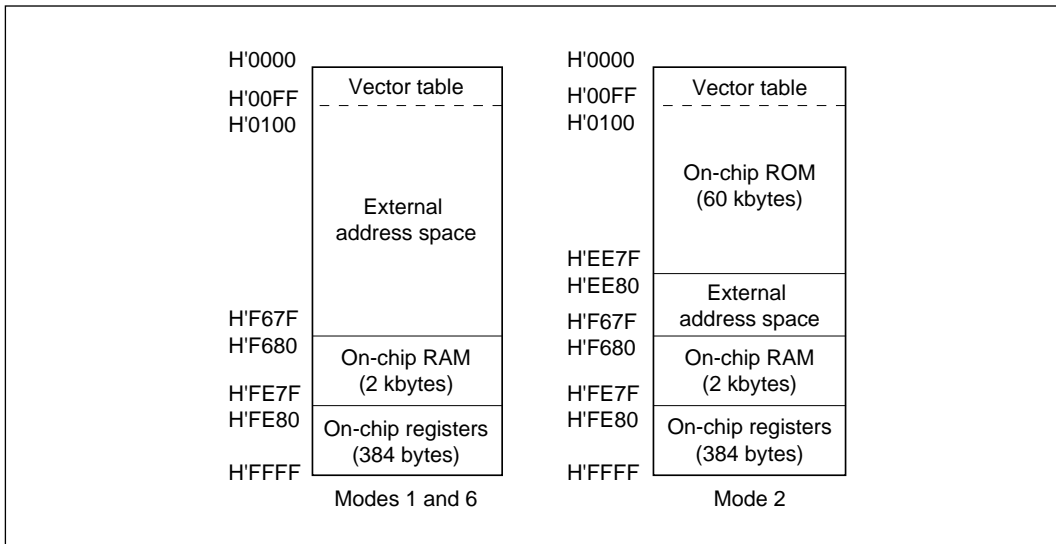 H'0000
Vector table
H'00FF
H'0100
External
address space
H'F67F
H'F680
On-chip RAM
(2 kbytes)
H'FE7F
H'FE80
On-chip registers
(384 bytes)
H'FFFF
Modes 1 and 6
H'0000
Vector table
H'00FF
H'0100
On-chip ROM
(60 kbytes)
H'EE7F
H'EE80
External
address space
H'F67F
H'F680
On-chip RAM
(2 kbytes)
H'FE7F
H'FE80
On-chip registers
(384 bytes)
H'FFFF
Mode 2